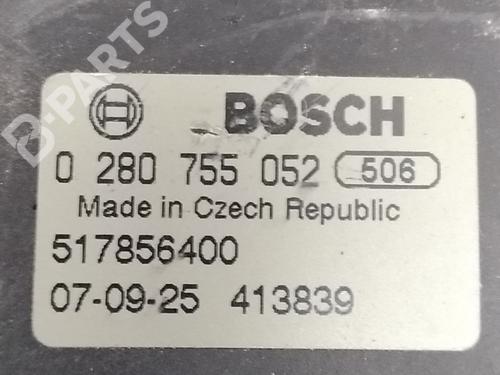 BOSCH
0 280 755 052 506
Made in Czech Republic
517856400
07-09-25 413839
B-PARTS